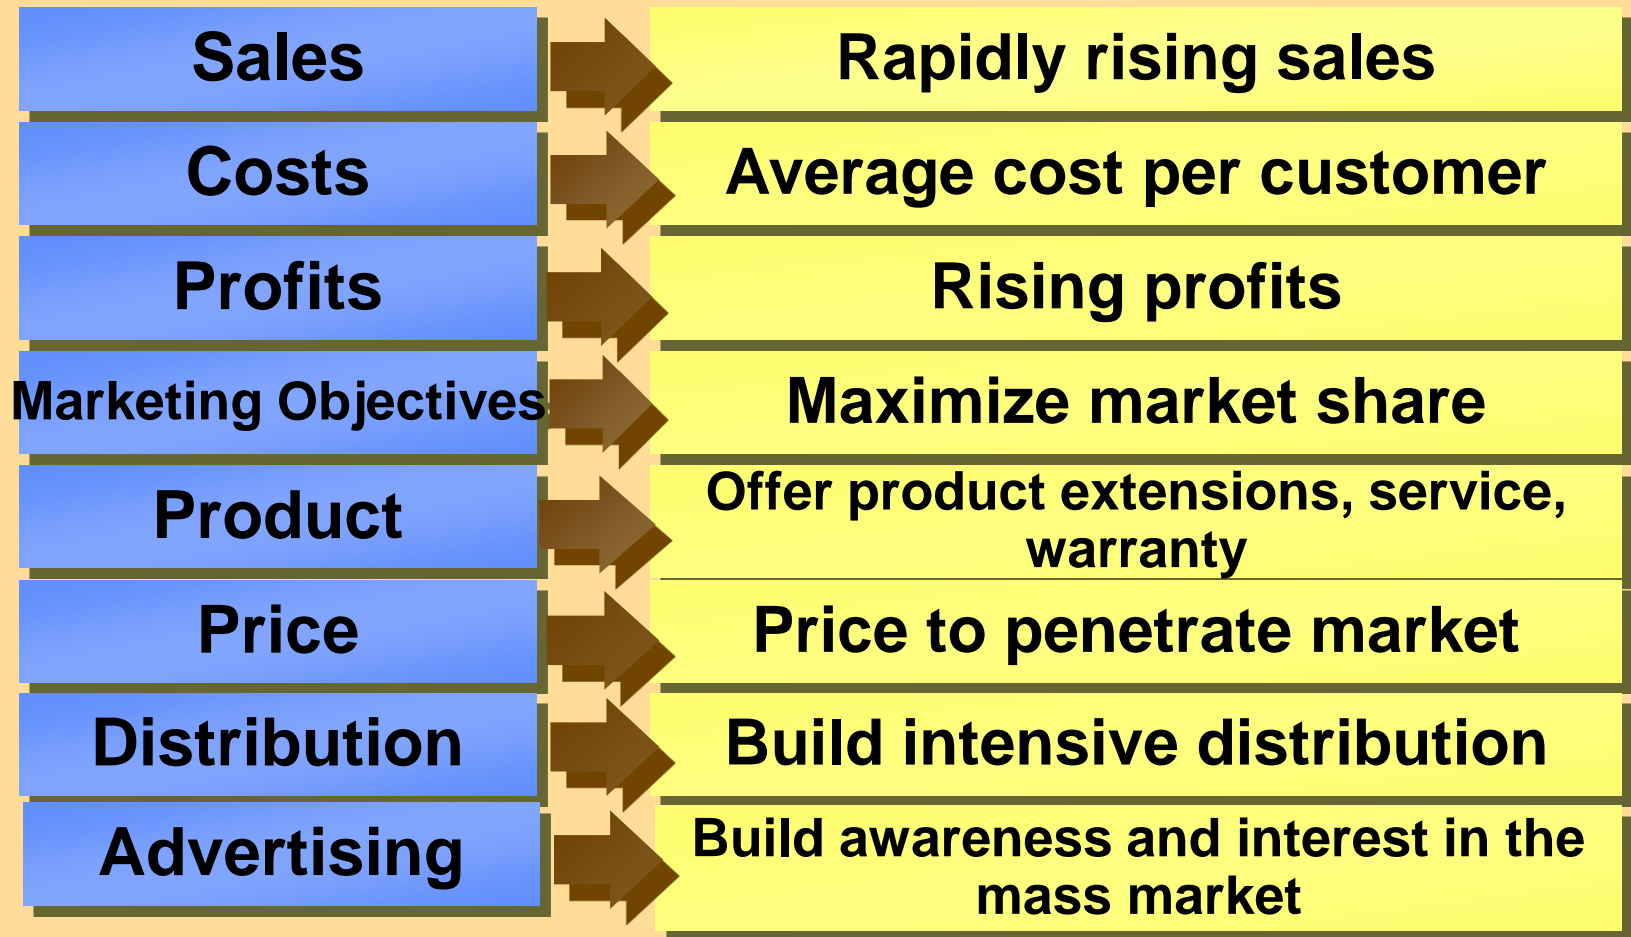 Sales
Rapidly rising sales
Costs
Average cost per customer
Profits
Rising profits
Marketing Objectives
Maximize market share
Product
Offer product extensions, service,
warranty
Price
Price to penetrate market
Distribution
Build intensive distribution
Advertising
Build awareness and interest in the
mass market